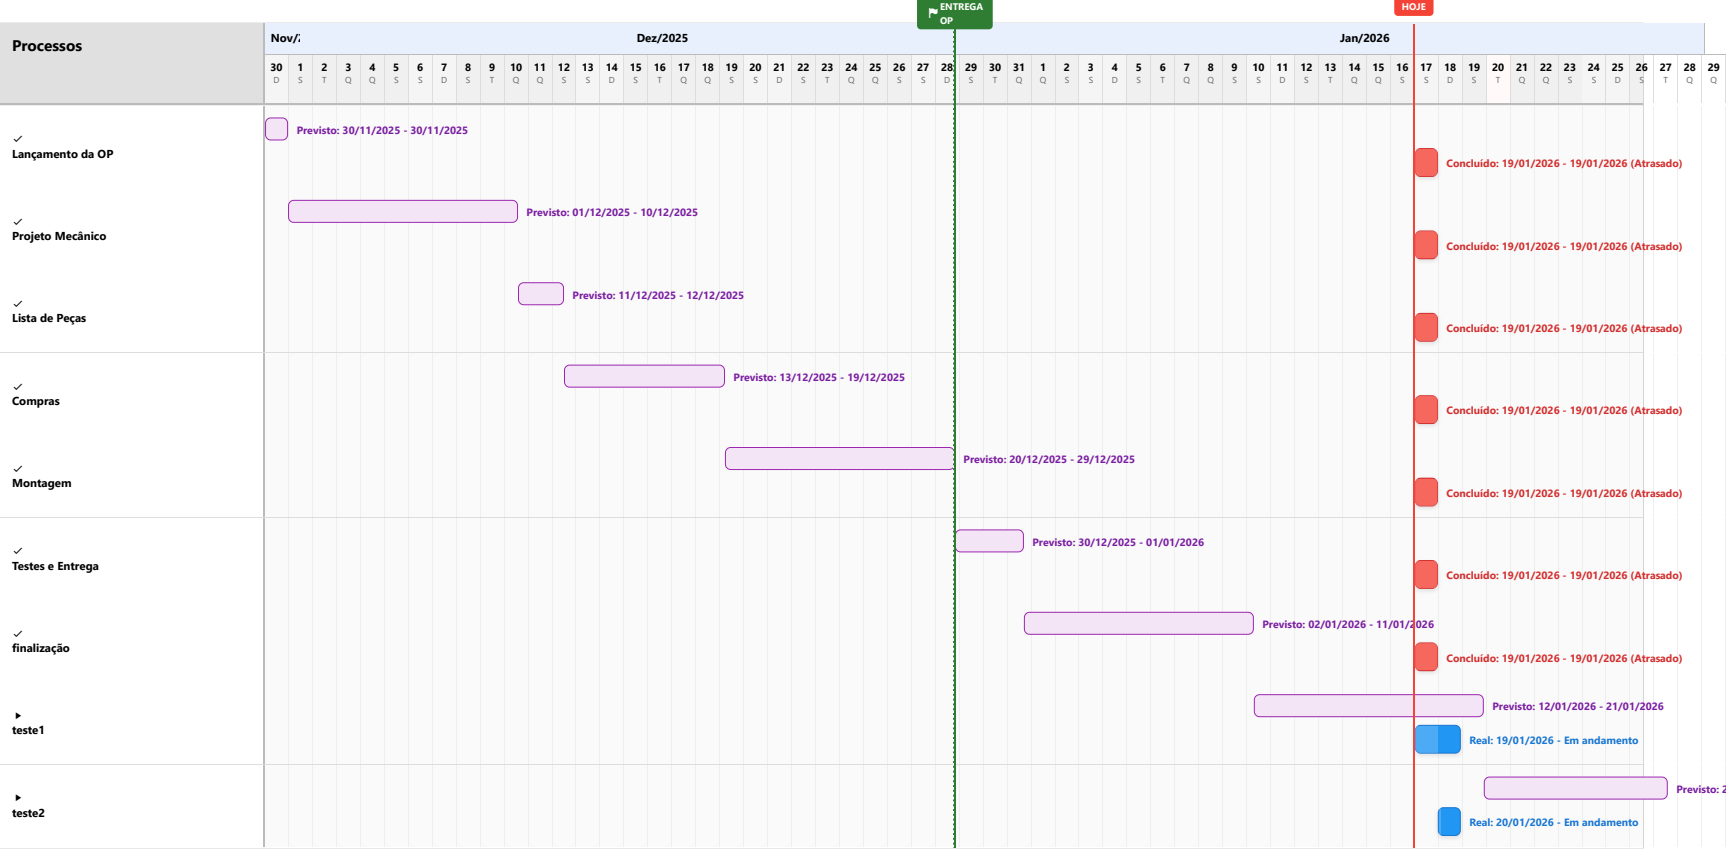 ENTREGA
OP
HOJE
Processos
Nov/2
Dez/2025
Jan/2026
30 1 2 3 4 5 6 7 8 9 10 11 12 13 14 15 16 17 18 19 20 21 22 23 24 25 26 27 28 29 30 31 1 2 3 4 5 6 7 8 9 10 11 12 13 14 15 16 17 18 19 20 21 22 23 24 25 26 27 28 29
D S T Q Q S S D S T Q Q S S D S T Q Q S S D S T Q Q S S D S T Q Q S S D S T Q Q S S D S T Q Q S S D S T Q Q S S D S T Q Q
Previsto: 30/11/2025 - 30/11/2025
Lançamento da OP
Concluído: 19/01/2026 - 19/01/2026 (Atrasado)
Previsto: 01/12/2025 - 10/12/2025
Projeto Mecânico
Concluído: 19/01/2026 - 19/01/2026 (Atrasado)
Previsto: 11/12/2025 - 12/12/2025
Lista de Peças
Concluído: 19/01/2026 - 19/01/2026 (Atrasado)
Previsto: 13/12/2025 - 19/12/2025
Compras
Concluído: 19/01/2026 - 19/01/2026 (Atrasado)
Previsto: 20/12/2025 - 29/12/2025
Montagem
Concluído: 19/01/2026 - 19/01/2026 (Atrasado)
Previsto: 30/12/2025 - 01/01/2026
Testes e Entrega
Concluído: 19/01/2026 - 19/01/2026 (Atrasado)
Previsto: 02/01/2026 - 11/01/2026
finalização
Concluído: 19/01/2026 - 19/01/2026 (Atrasado)
Previsto: 12/01/2026 - 21/01/2026
teste1
Real: 19/01/2026 - Em andamento
Previsto: 2
teste2
Real: 20/01/2026 - Em andamento